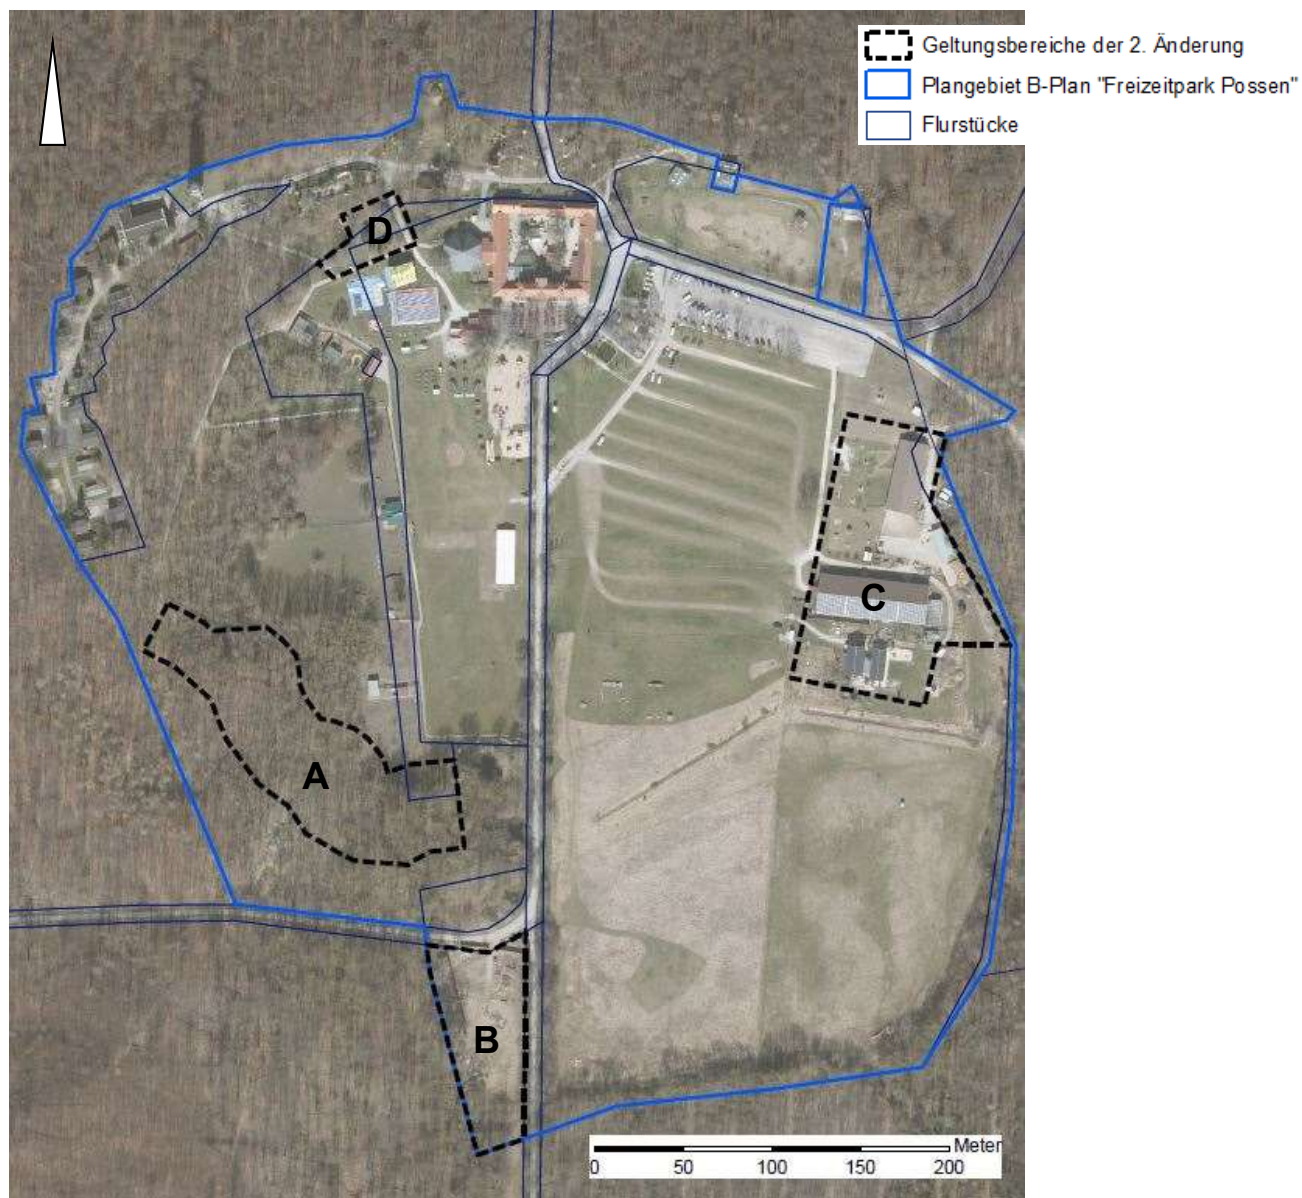 Geltungsbereiche der 2. Änderung
Plangebiet B-Plan "Freizeitpark Possen"
Flurstücke
D
C
A
B
Meter
0 50 100 150 200